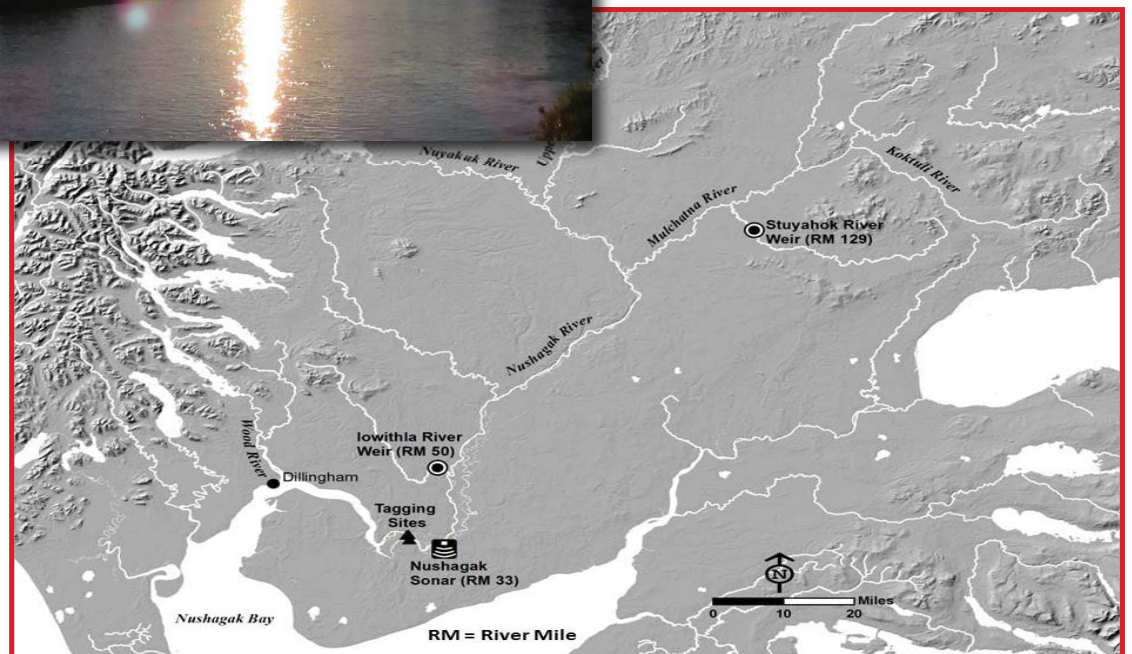 Nuyakuk River
Koktudi River
Mulchatna River
Stuyahok River
Weir (RM 129)
Nushagak River
Iowithla River
Weir (RM 50)
Wood River
Dillingham
Tagging
Sites
Nushagak
Sonar (RM 33)
N
Miles
0 10 20
Nushagak Bay
RM = River Mile